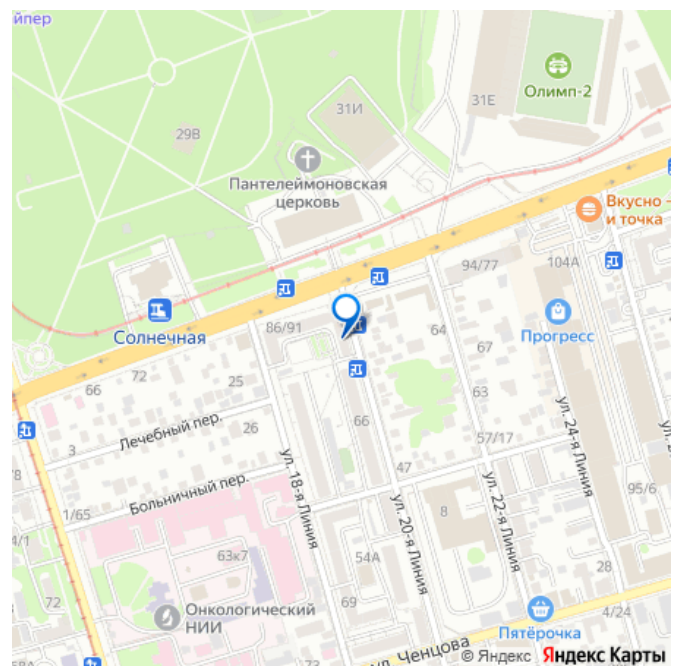 йпер
29В
31И
31Е
Олимп-2
Пантелеймоновская
церковь
Вкусно -
и точка
94/77
104А
Солнечная
86/91
64
67
Прогресс
66
72
25
63
Лечебный пер.
3
26
66
57/17
ул. 24-я Линия
Больничный пер.
47
ул. 18-я Линия
ул. 20-я Линия
ул. 22-я Линия
95/6
1/65
8
63к7
54А
28
72
69
Онкологический
НИИ
4/24
Пятёрочка
73
ул. Ченцова
© Яндекс Яндекс Карты